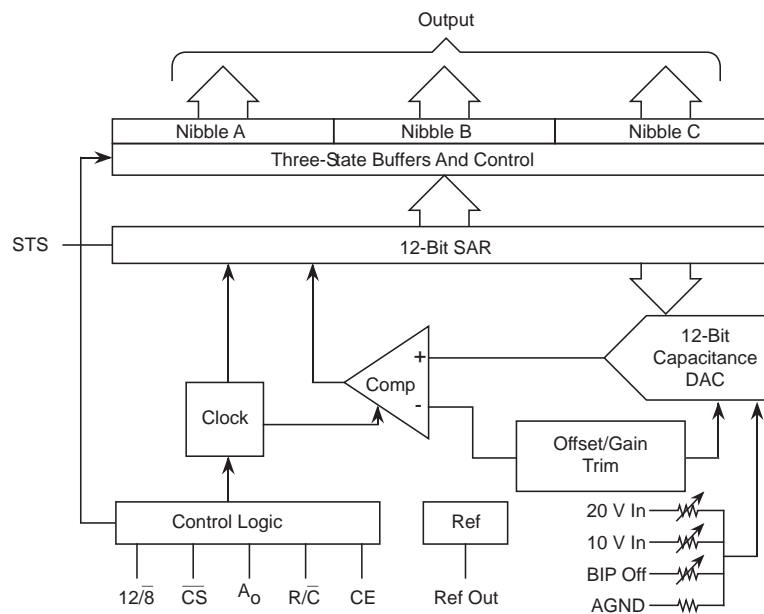 Output
Nibble A
Nibble B
Nibble C
Three-State Buffers And Control
STS
12-Bit SAR
12-Bit
Capacitance
DAC
+
Comp
-
Clock
Offset/Gain
Trim
Control Logic
Ref
20 V In
10 V In
BIP Off
AGND
12/8̅
C̅S̅
Ao
R/C̅
CE
Ref Out